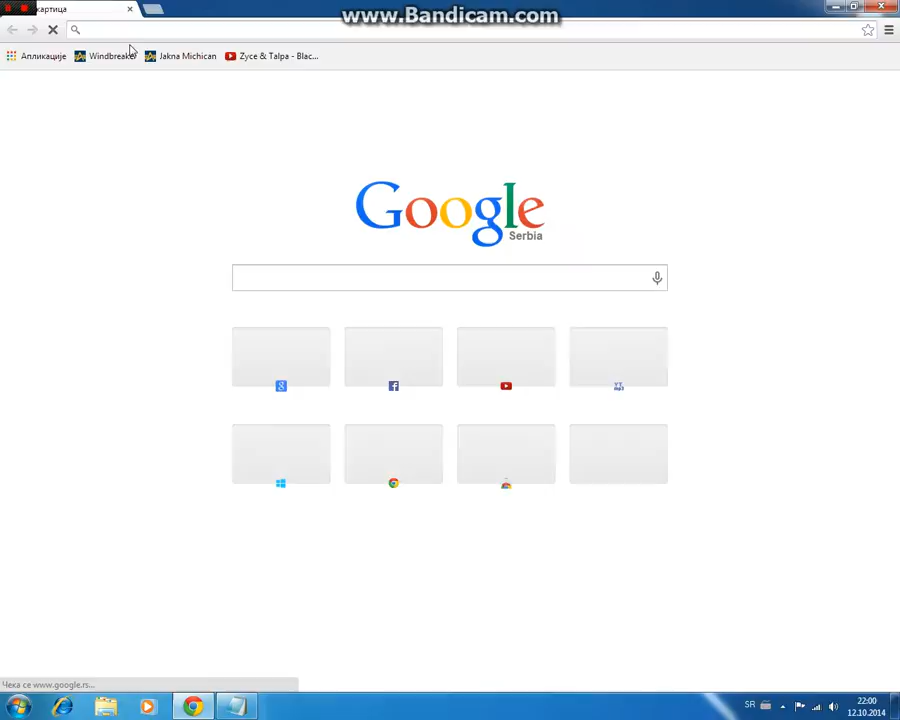 картица
www.Bandicam.com
Апликације Windbreaker Jakna Michican Zyce & Talpa - Blac...
Google
Serbia
Чека се www.google.rs...
SR 22:00
12.10.2014